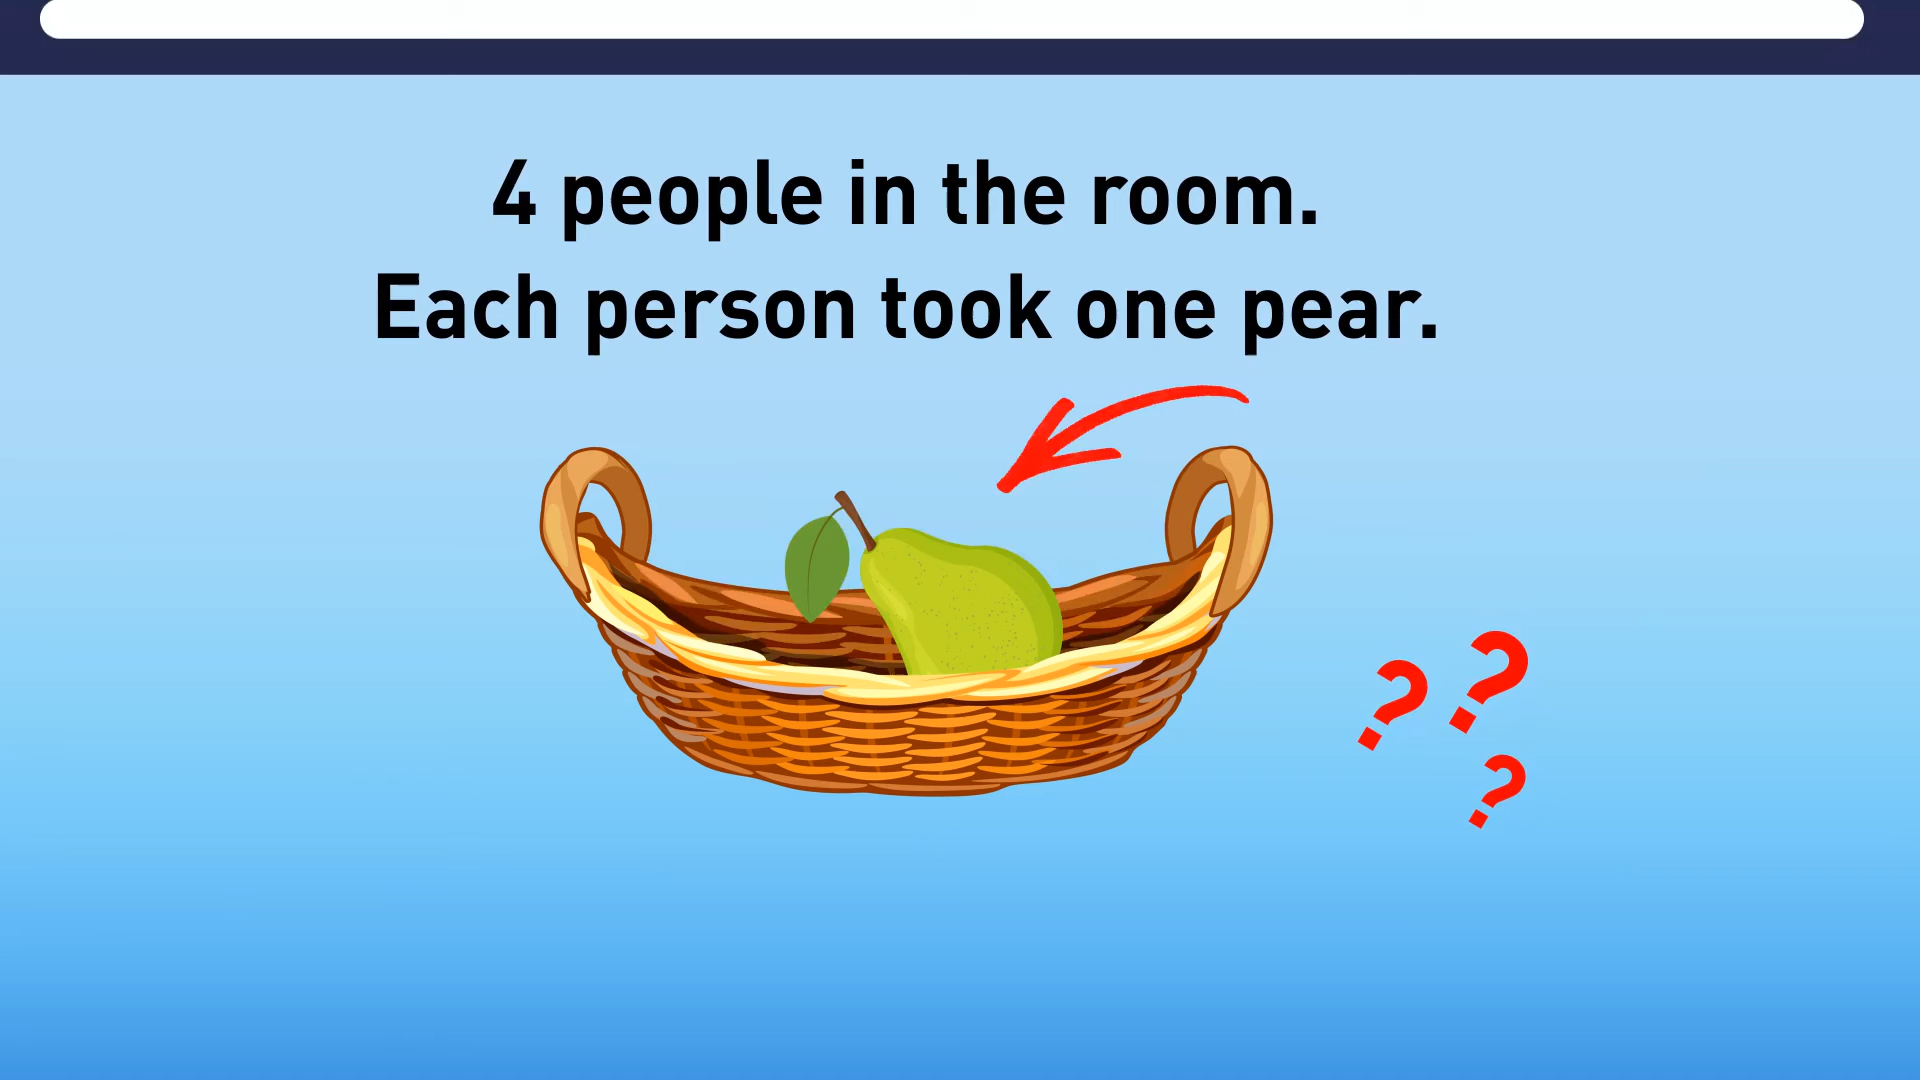 4 people in the room.
Each person took one pear.
? ?
?